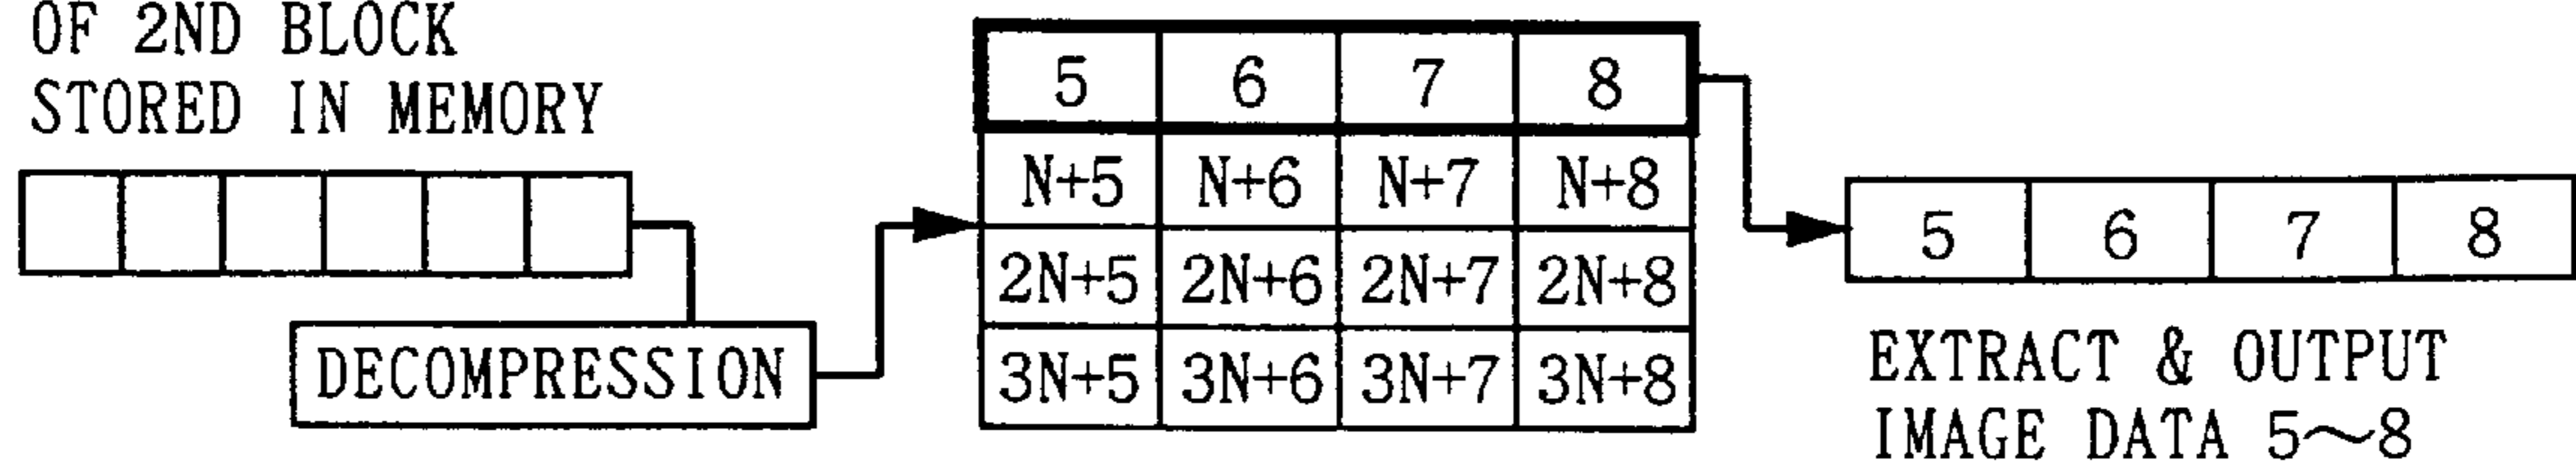 OF 2ND BLOCK
STORED IN MEMORY
DECOMPRESSION
5 6 7 8
N+5 N+6 N+7 N+8
2N+5 2N+6 2N+7 2N+8
3N+5 3N+6 3N+7 3N+8
5 6 7 8
EXTRACT & OUTPUT
IMAGE DATA 5～8